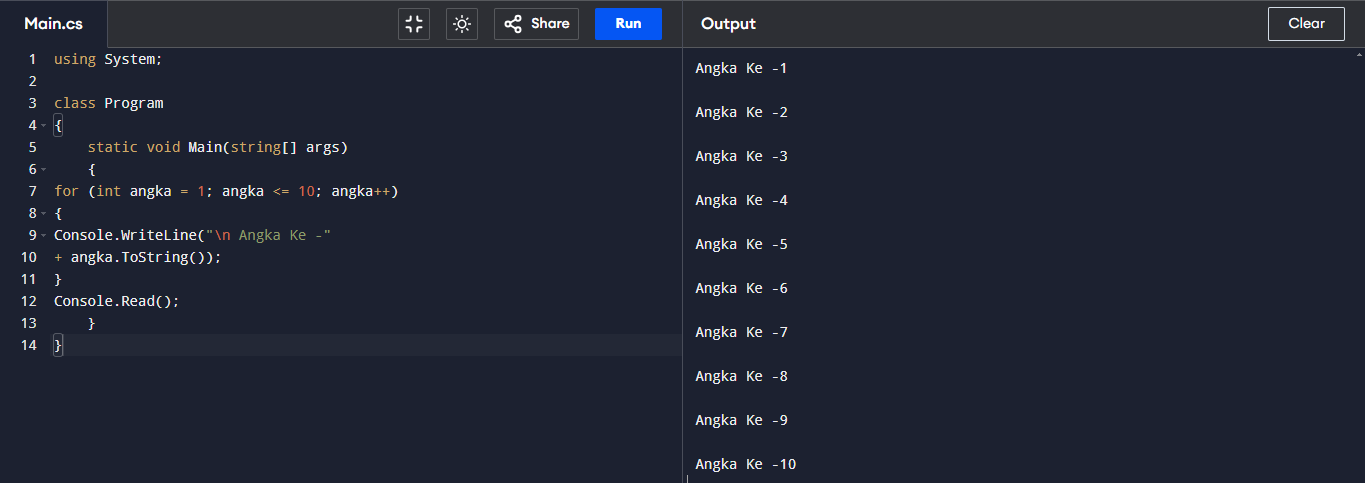 Main.cs Share Run Output Clear
1 using System;
2
3 class Program
4 {
5     static void Main(string[] args)
6     {
7 for (int angka = 1; angka <= 10; angka++)
8 {
9 Console.WriteLine("\n Angka Ke -"
10 + angka.ToString());
11 }
12 Console.Read();
13     }
14 }
Angka Ke -1
Angka Ke -2
Angka Ke -3
Angka Ke -4
Angka Ke -5
Angka Ke -6
Angka Ke -7
Angka Ke -8
Angka Ke -9
Angka Ke -10